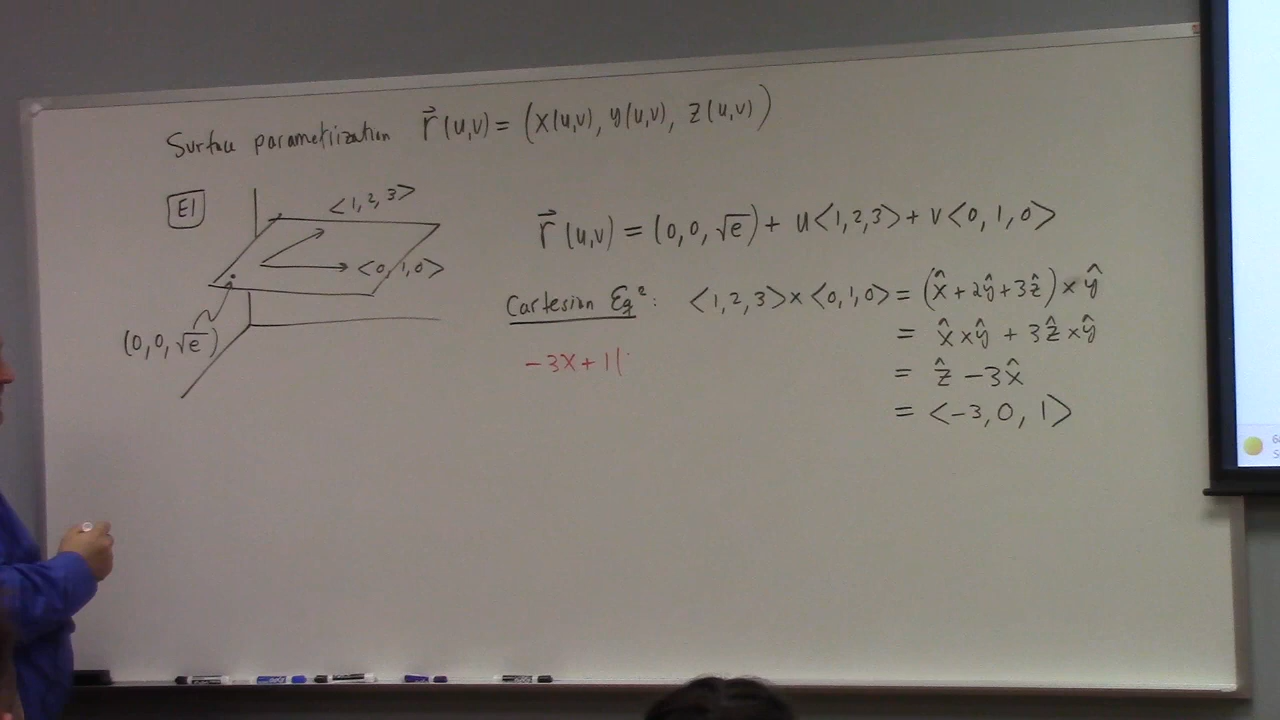 Surface parametrization r⃗(u,v) = (x(u,v), y(u,v), z(u,v))
E1
<1, 2, 3>
<0, 1, 0>
(0, 0, √e)
r⃗(u,v) = (0, 0, √e) + u<1, 2, 3> + v<0, 1, 0>
Cartesian Eqⁿ: <1, 2, 3> × <0, 1, 0> = (x̂ + 2ŷ + 3ẑ) × ŷ
= x̂ × ŷ + 3ẑ × ŷ
= ẑ - 3x̂
= <-3, 0, 1>
-3x + 1(